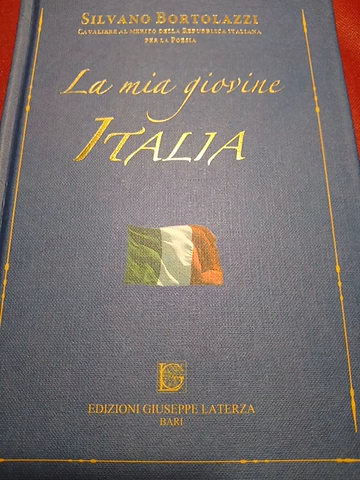 SILVANO BORTOLAZZI
CAVALIERE AL MERITO DELLA REPUBBLICA ITALIANA
PER LA POESIA
La mia giovine
ITALIA
EDIZIONI GIUSEPPE LATERZA
BARI